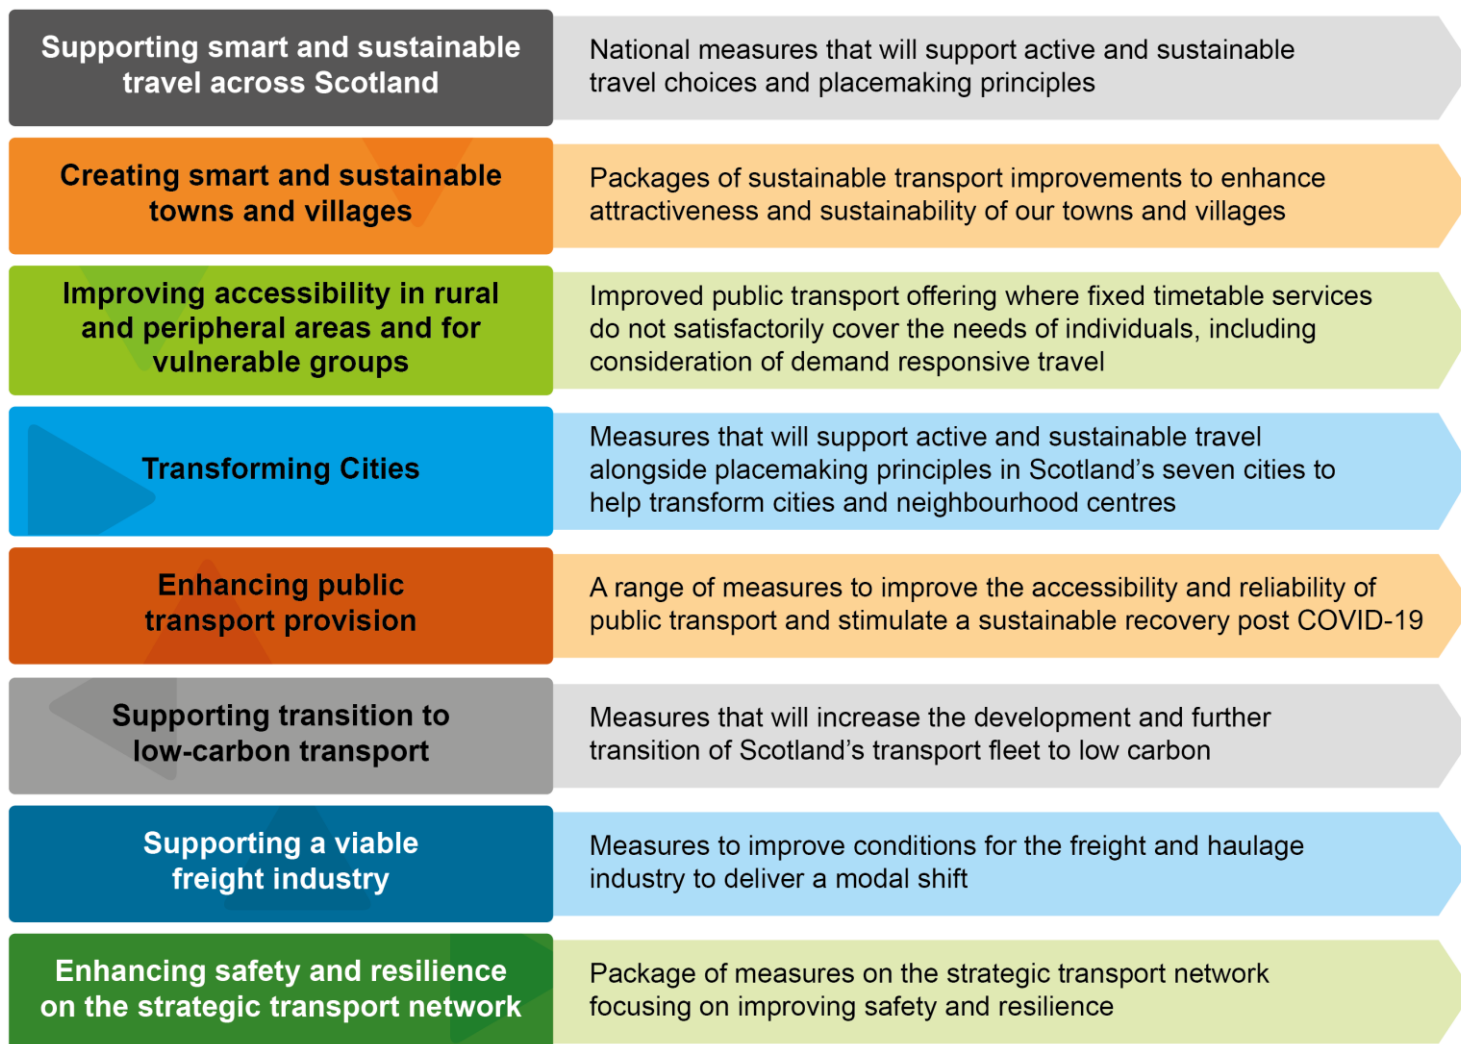 Supporting smart and sustainable
travel across Scotland
National measures that will support active and sustainable
travel choices and placemaking principles
Creating smart and sustainable
towns and villages
Packages of sustainable transport improvements to enhance
attractiveness and sustainability of our towns and villages
Improving accessibility in rural
and peripheral areas and for
vulnerable groups
Improved public transport offering where fixed timetable services
do not satisfactorily cover the needs of individuals, including
consideration of demand responsive travel
Transforming Cities
Measures that will support active and sustainable travel
alongside placemaking principles in Scotland’s seven cities to
help transform cities and neighbourhood centres
Enhancing public
transport provision
A range of measures to improve the accessibility and reliability of
public transport and stimulate a sustainable recovery post COVID-19
Supporting transition to
low-carbon transport
Measures that will increase the development and further
transition of Scotland’s transport fleet to low carbon
Supporting a viable
freight industry
Measures to improve conditions for the freight and haulage
industry to deliver a modal shift
Enhancing safety and resilience
on the strategic transport network
Package of measures on the strategic transport network
focusing on improving safety and resilience